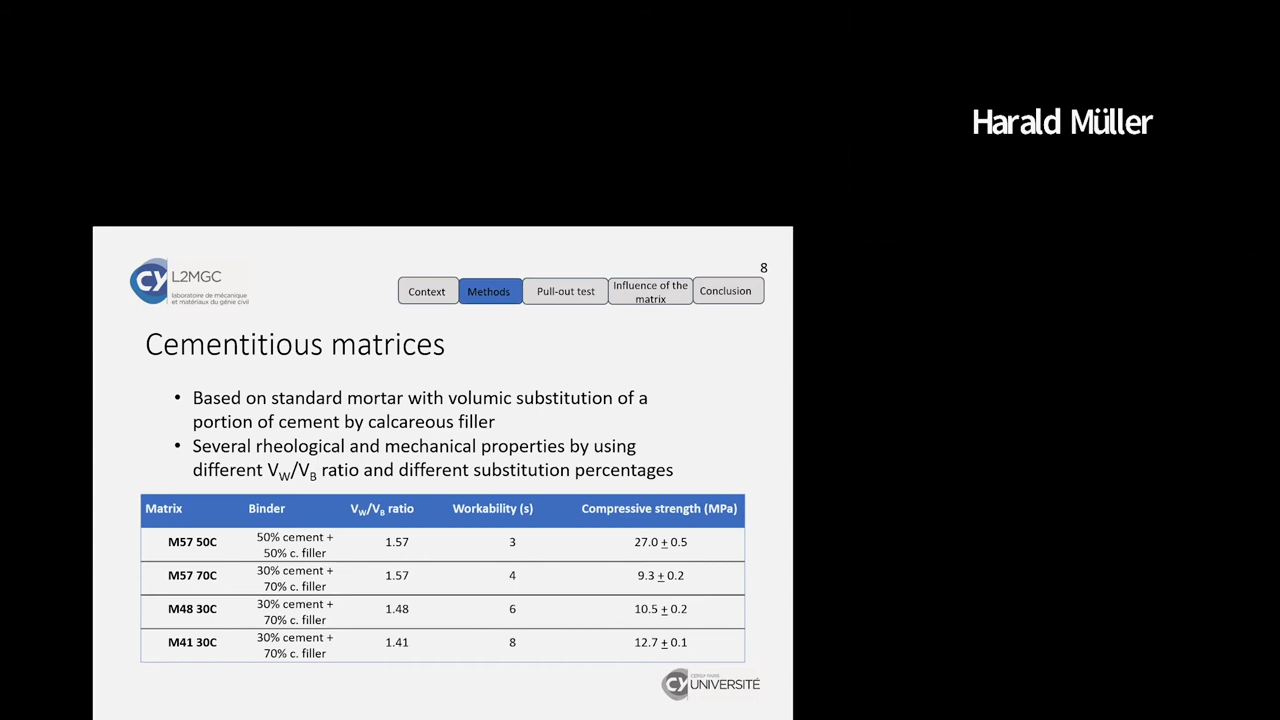 Harald Müller
8
CY L2MGC
laboratoire de mécanique
et matériaux du génie civil
Context
Methods
Pull-out test
Influence of the
matrix
Conclusion
Cementitious matrices
• Based on standard mortar with volumic substitution of a
portion of cement by calcareous filler
• Several rheological and mechanical properties by using
different VW/VB ratio and different substitution percentages
Matrix Binder VW/VB ratio Workability (s) Compressive strength (MPa)
M57 50C 50% cement + 1.57 3 27.0 ± 0.5
50% c. filler
M57 70C 30% cement + 1.57 4 9.3 ± 0.2
70% c. filler
M48 30C 30% cement + 1.48 6 10.5 ± 0.2
70% c. filler
M41 30C 30% cement + 1.41 8 12.7 ± 0.1
70% c. filler
CERGY PARIS
CY UNIVERSITÉ